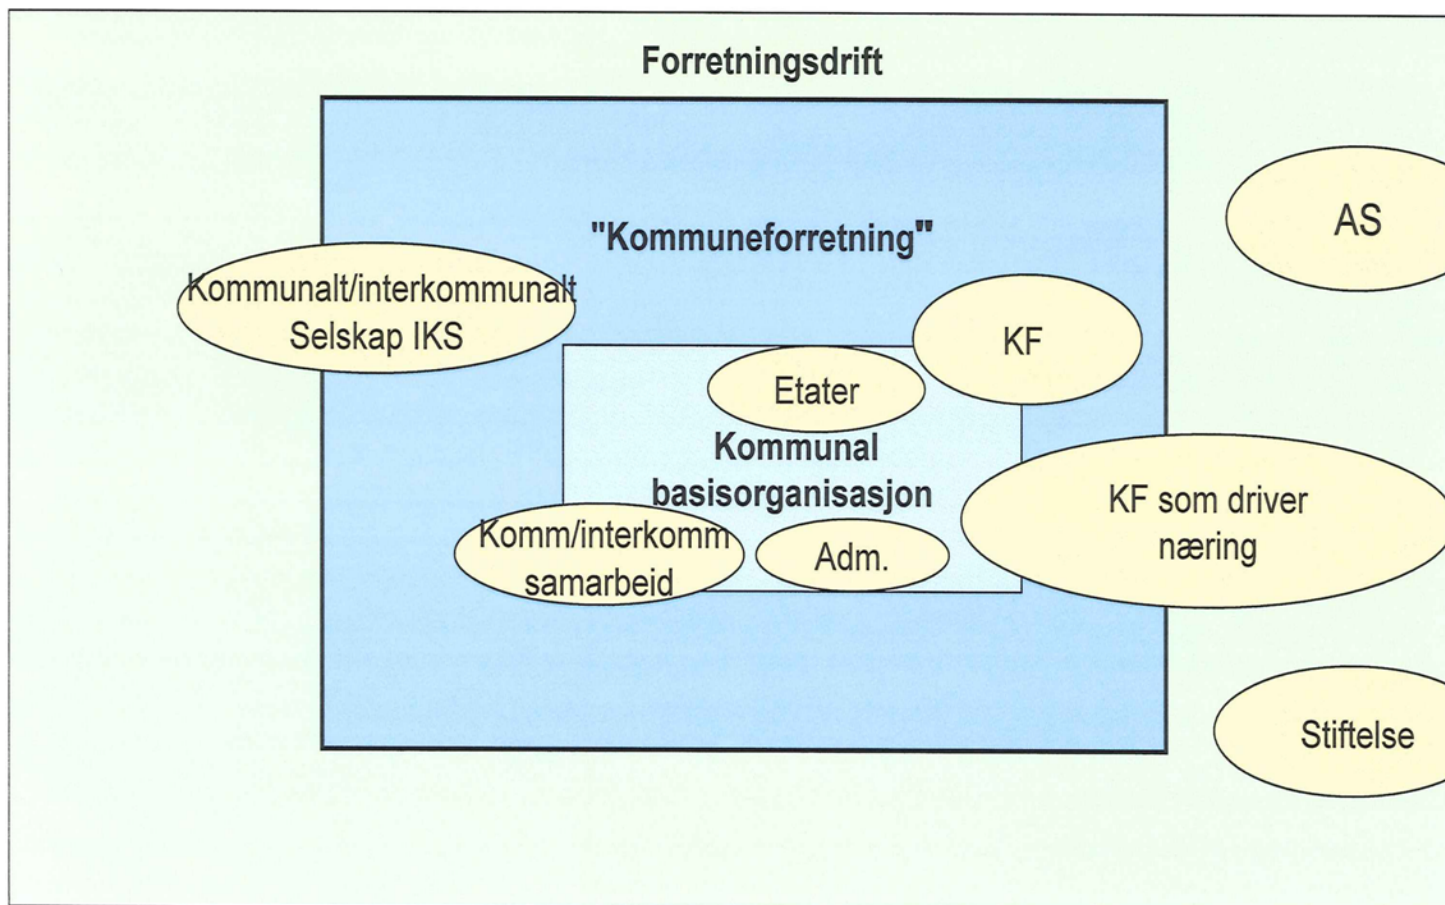 Forretningsdrift
"Kommuneforretning"
AS
Kommunalt/interkommunalt
Selskap IKS
KF
Etater
Kommunal
basisorganisasjon
KF som driver
næring
Komm/interkomm
samarbeid
Adm.
Stiftelse